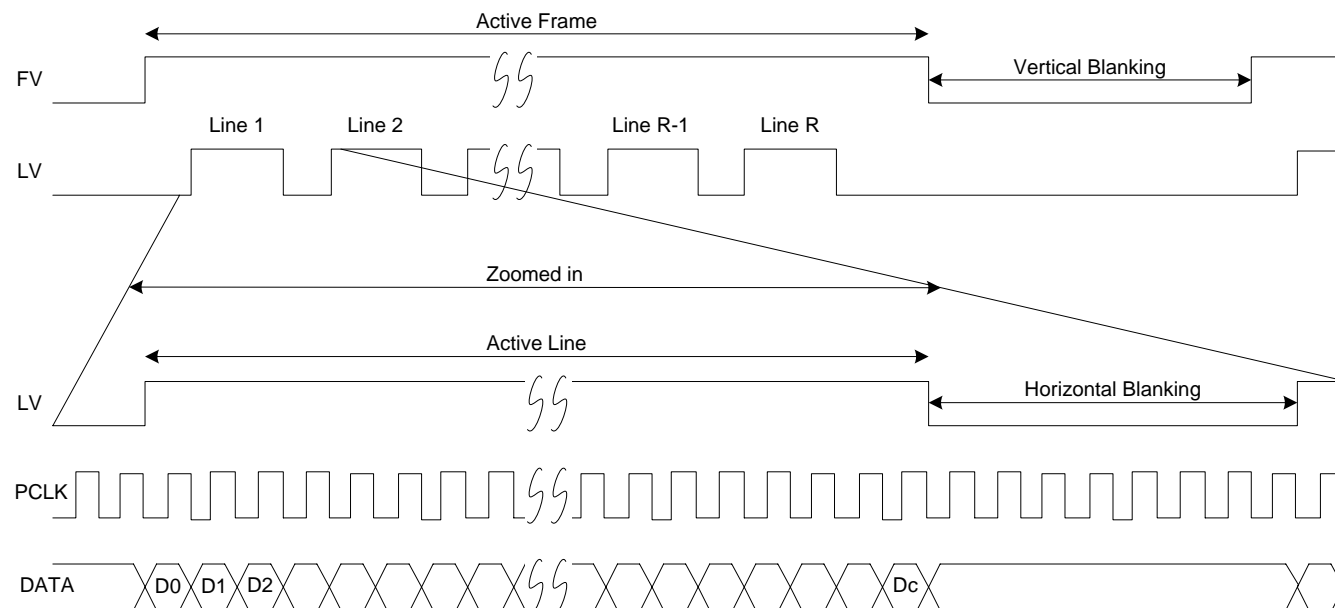 Active Frame
FV
Vertical Blanking
Line 1
Line 2
Line R-1
Line R
LV
Zoomed in
Active Line
LV
Horizontal Blanking
PCLK
DATA
D0
D1
D2
Dc